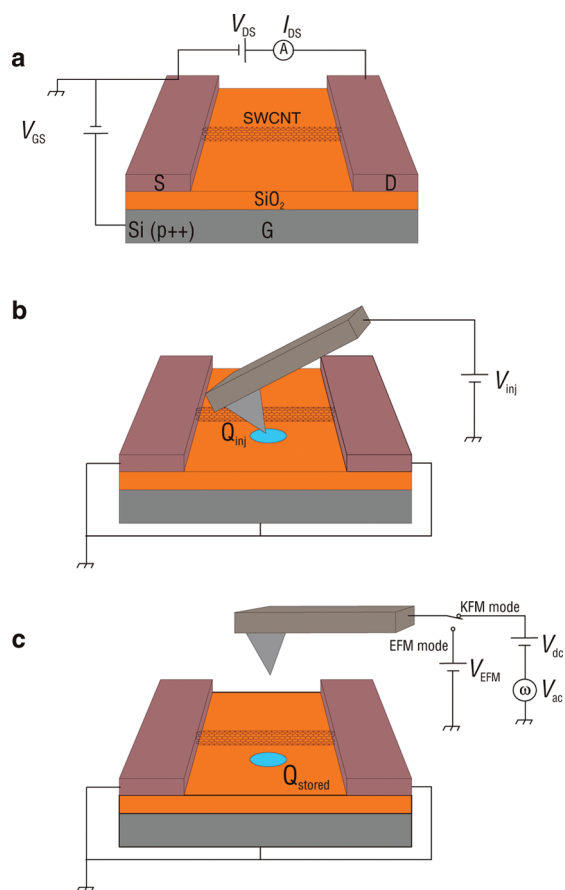 a
V_DS I_DS
A
V_GS
SWCNT
S D
SiO₂
Si (p++) G
b
V_inj
Q_inj
c
KFM mode
EFM mode
V_dc
V_EFM
ω V_ac
Q_stored